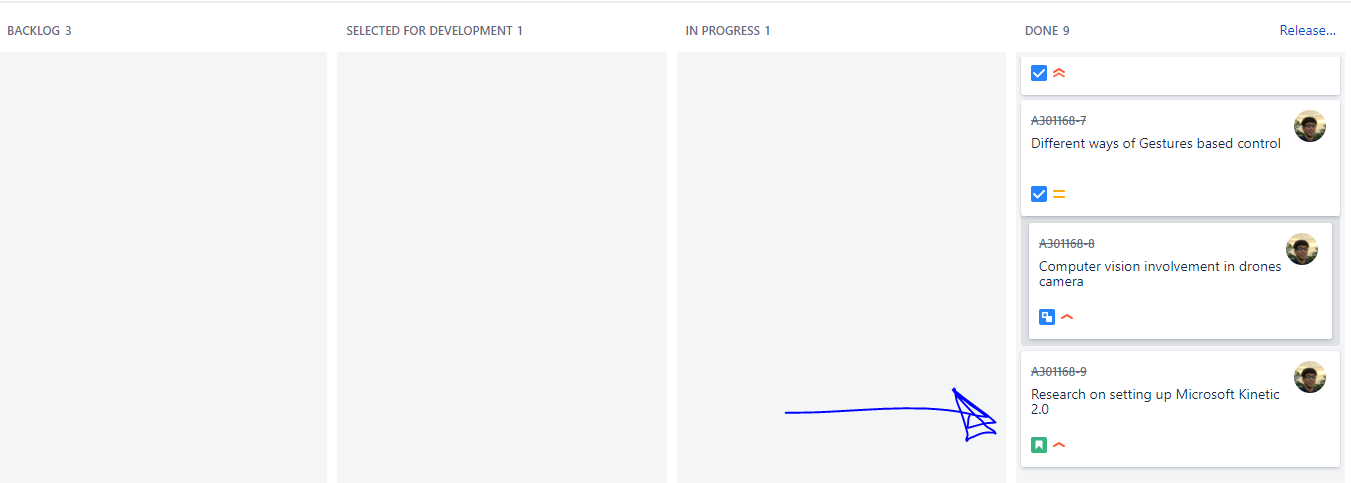 BACKLOG 3
SELECTED FOR DEVELOPMENT 1
IN PROGRESS 1
DONE 9
Release...
A301168-7
Different ways of Gestures based control
A301168-8
Computer vision involvement in drones
camera
A301168-9
Research on setting up Microsoft Kinetic
2.0